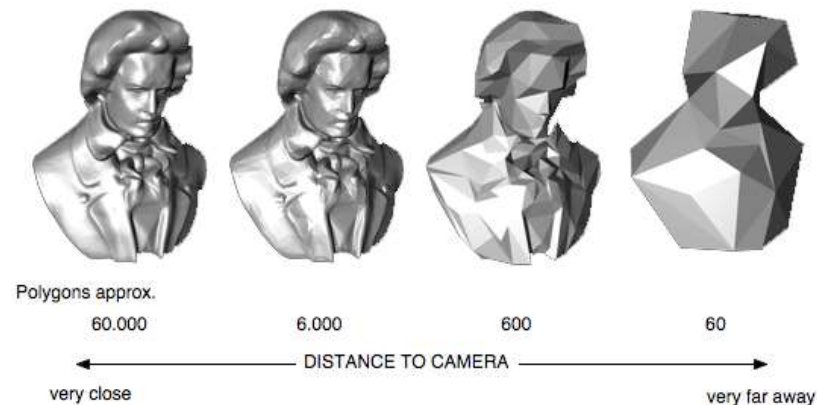 Polygons approx.
60.000 6.000 600 60
DISTANCE TO CAMERA
very close very far away